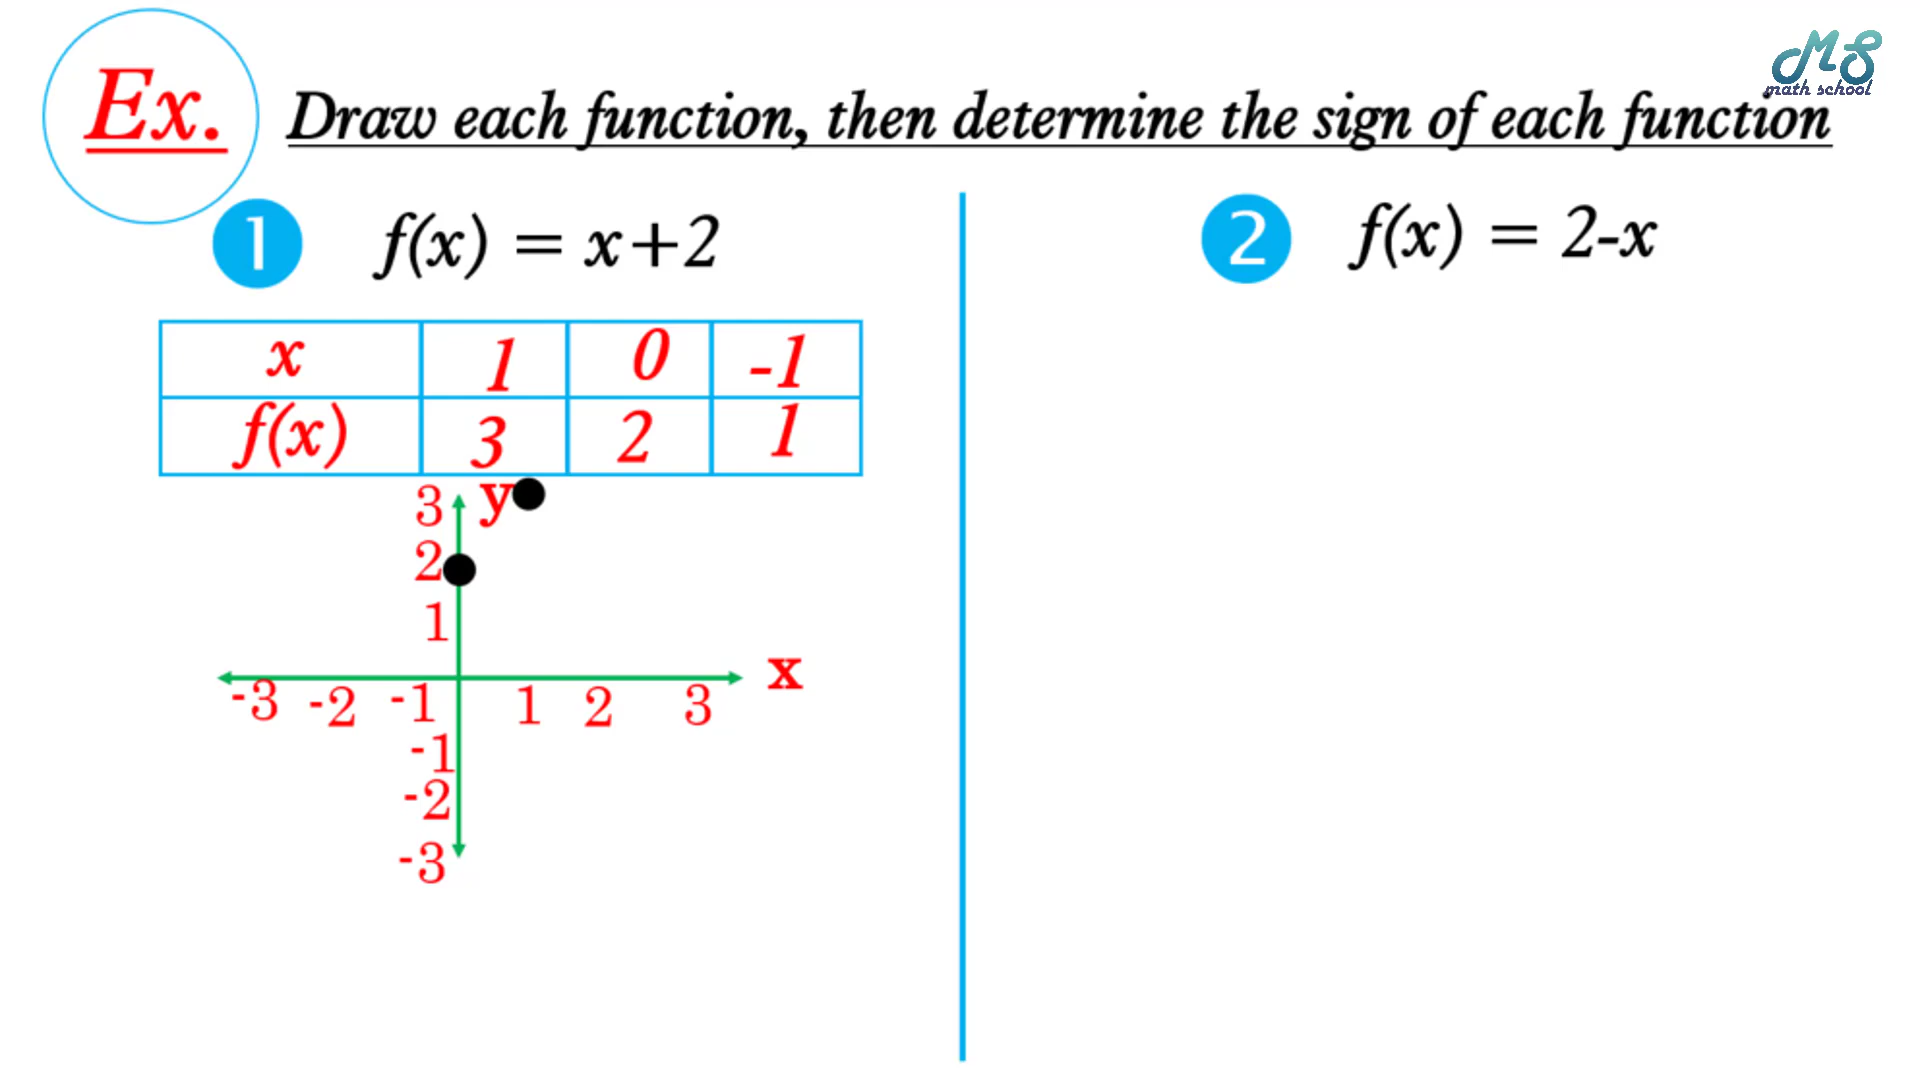 MS
math school
Ex.
Draw each function, then determine the sign of each function
1 f(x) = x+2
x 1 0 -1
f(x) 3 2 1
y
3
2
1
x
-3 -2 -1 1 2 3
-1
-2
-3
2 f(x) = 2-x